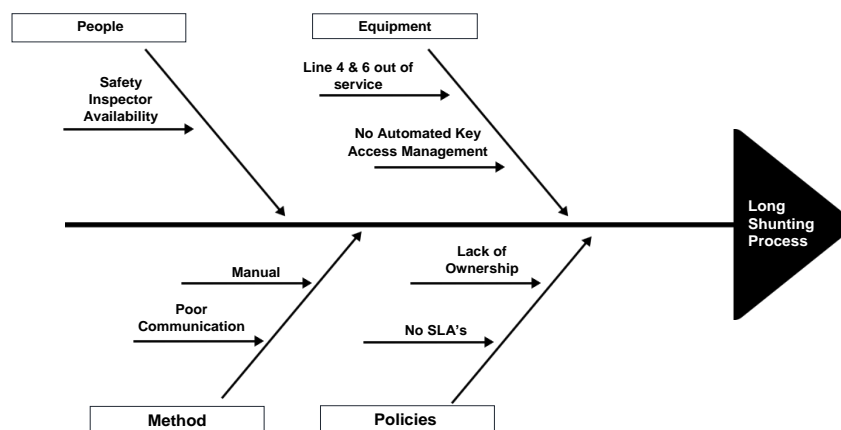 People
Equipment
Safety
Inspector
Availability
Line 4 & 6 out of
service
No Automated Key
Access Management
Long
Shunting
Process
Manual
Poor
Communication
Lack of
Ownership
No SLA's
Method
Policies